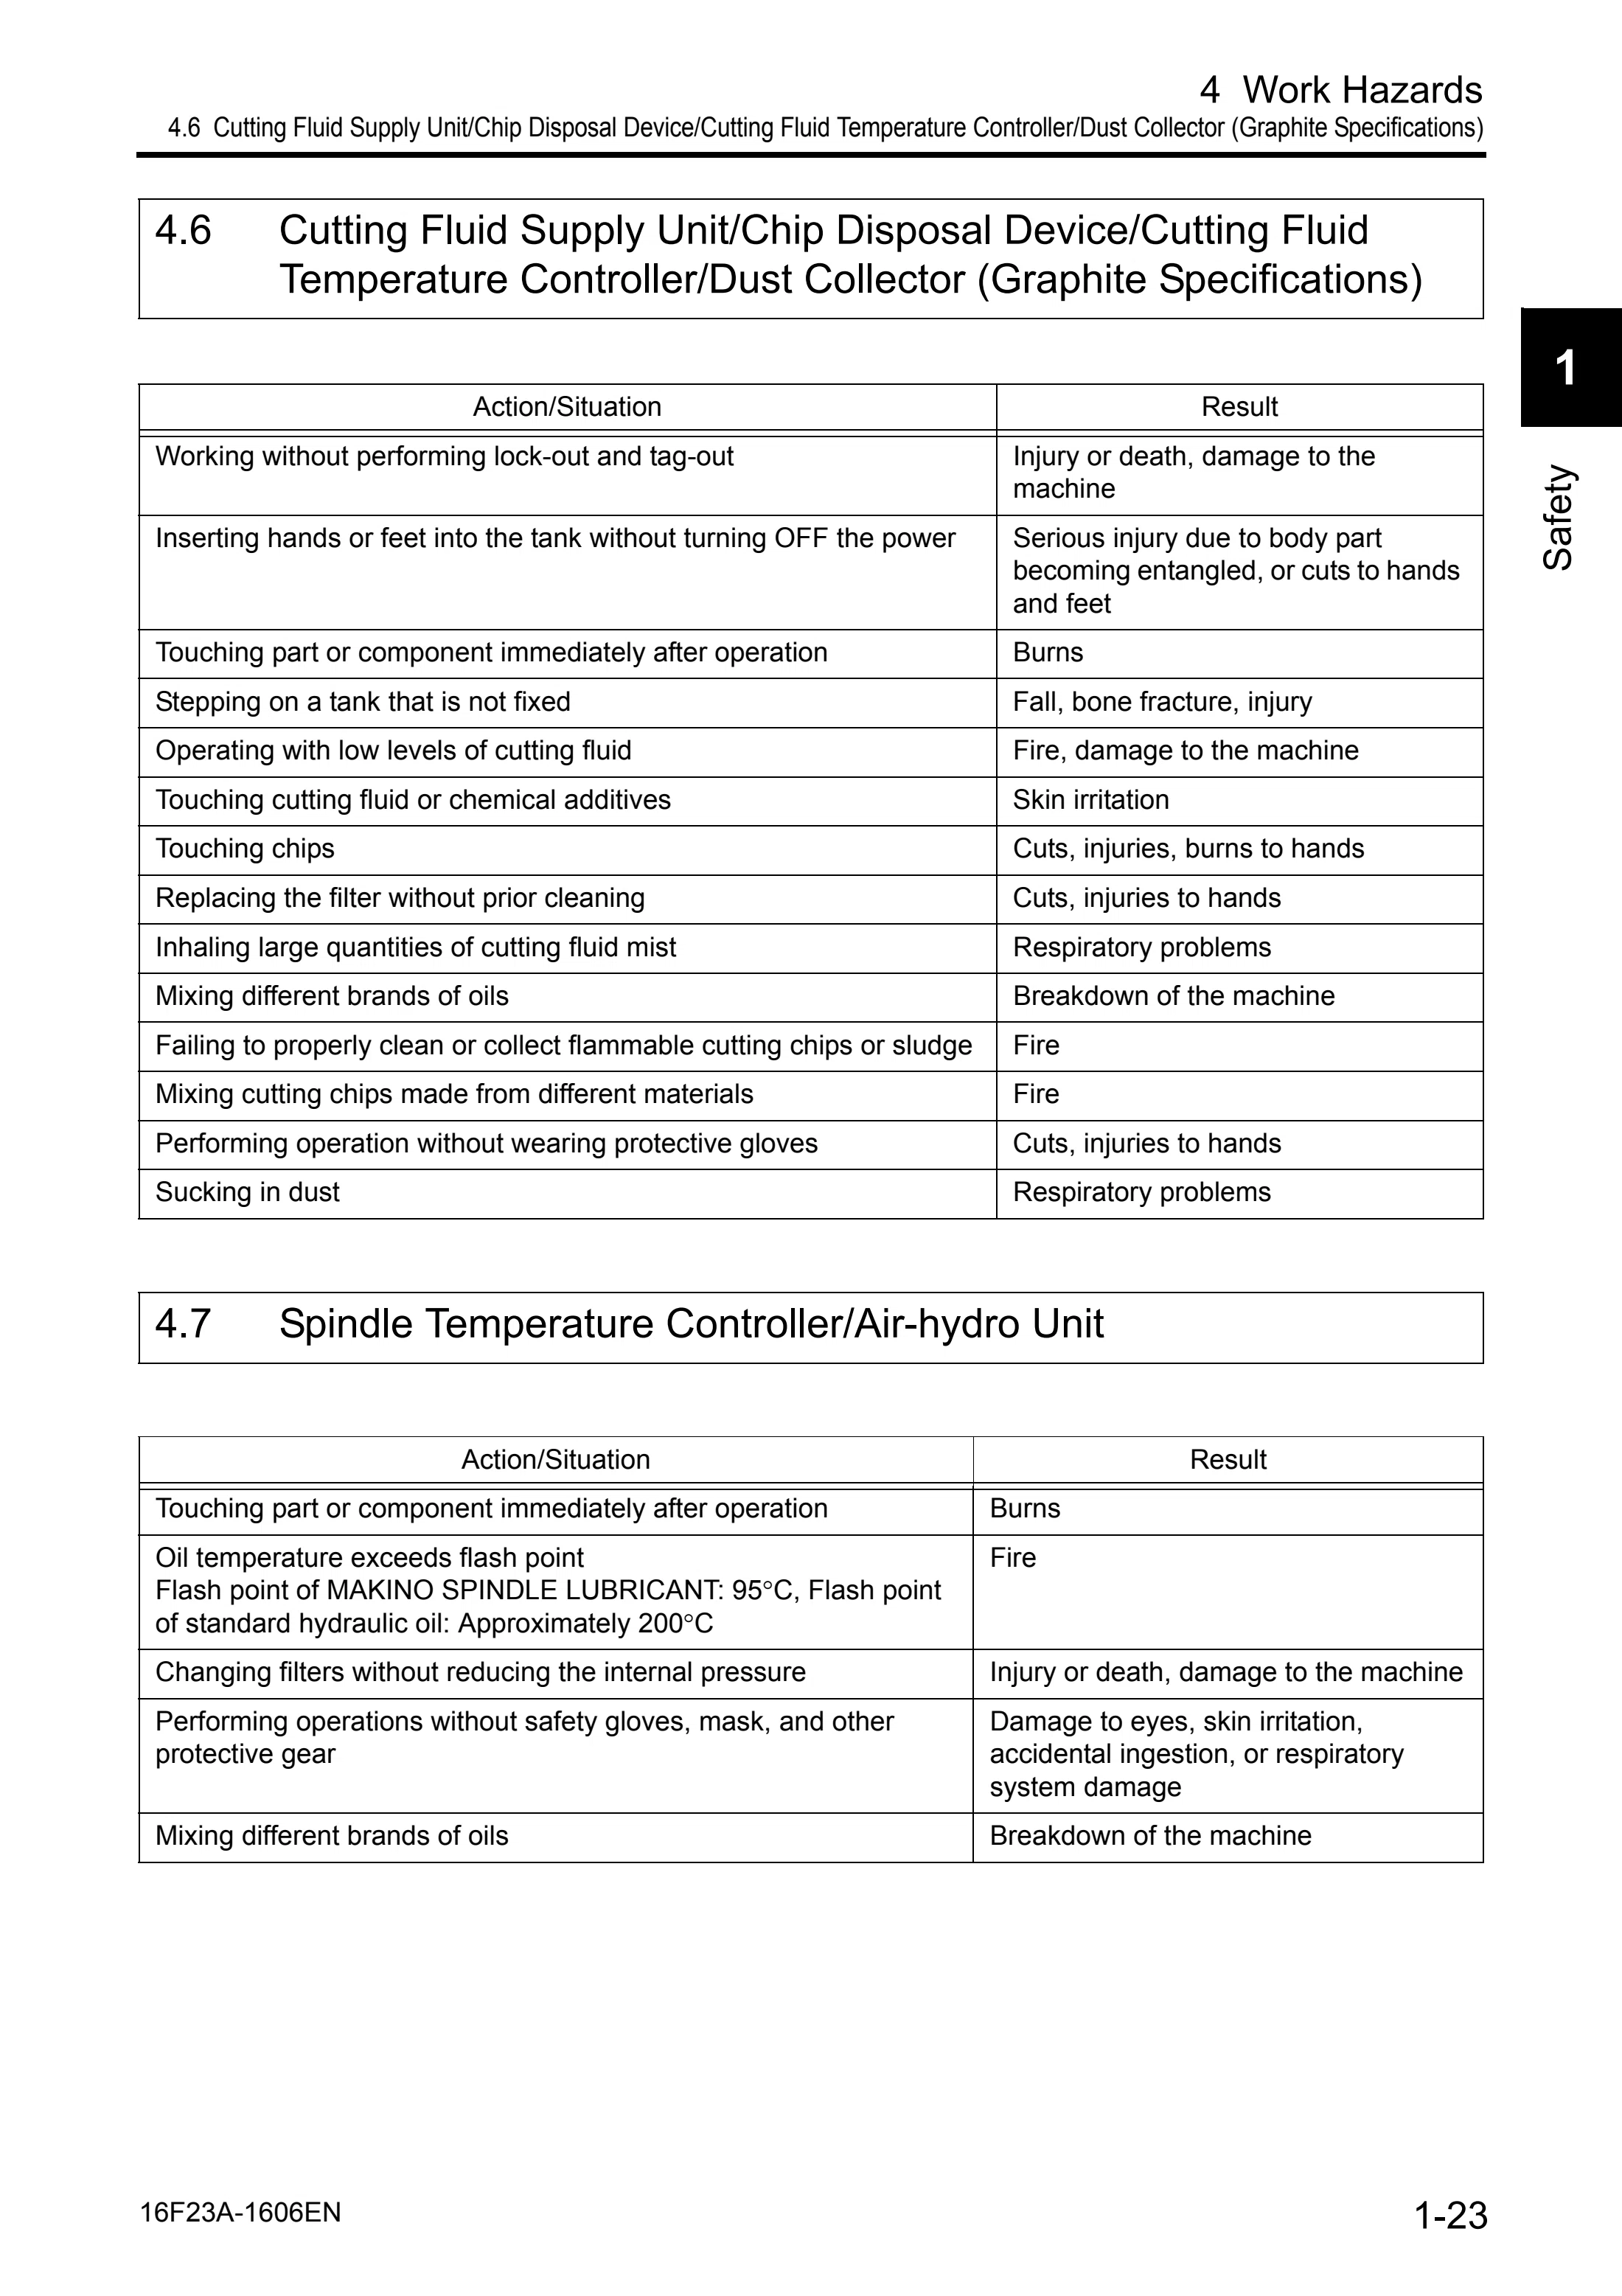 4 Work Hazards
4.6 Cutting Fluid Supply Unit/Chip Disposal Device/Cutting Fluid Temperature Controller/Dust Collector (Graphite Specifications)
4.6 Cutting Fluid Supply Unit/Chip Disposal Device/Cutting Fluid
Temperature Controller/Dust Collector (Graphite Specifications)
1
Safety
Action/Situation Result
Working without performing lock-out and tag-out Injury or death, damage to the
machine
Inserting hands or feet into the tank without turning OFF the power Serious injury due to body part
becoming entangled, or cuts to hands
and feet
Touching part or component immediately after operation Burns
Stepping on a tank that is not fixed Fall, bone fracture, injury
Operating with low levels of cutting fluid Fire, damage to the machine
Touching cutting fluid or chemical additives Skin irritation
Touching chips Cuts, injuries, burns to hands
Replacing the filter without prior cleaning Cuts, injuries to hands
Inhaling large quantities of cutting fluid mist Respiratory problems
Mixing different brands of oils Breakdown of the machine
Failing to properly clean or collect flammable cutting chips or sludge Fire
Mixing cutting chips made from different materials Fire
Performing operation without wearing protective gloves Cuts, injuries to hands
Sucking in dust Respiratory problems
4.7 Spindle Temperature Controller/Air-hydro Unit
Action/Situation Result
Touching part or component immediately after operation Burns
Oil temperature exceeds flash point Fire
Flash point of MAKINO SPINDLE LUBRICANT: 95°C, Flash point
of standard hydraulic oil: Approximately 200°C
Changing filters without reducing the internal pressure Injury or death, damage to the machine
Performing operations without safety gloves, mask, and other Damage to eyes, skin irritation,
protective gear accidental ingestion, or respiratory
system damage
Mixing different brands of oils Breakdown of the machine
16F23A-1606EN 1-23